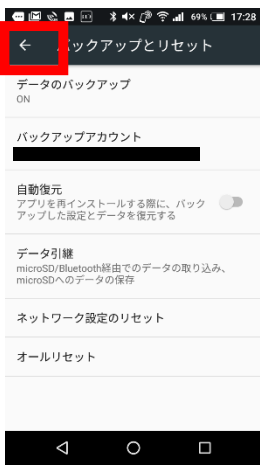 69% 17:28
バックアップとリセット
データのバックアップ
ON
バックアップアカウント
自動復元
アプリを再インストールする際に、バック
アップした設定とデータを復元する
データ引継
microSD/Bluetooth経由でのデータの取り込み、
microSDへのデータの保存
ネットワーク設定のリセット
オールリセット